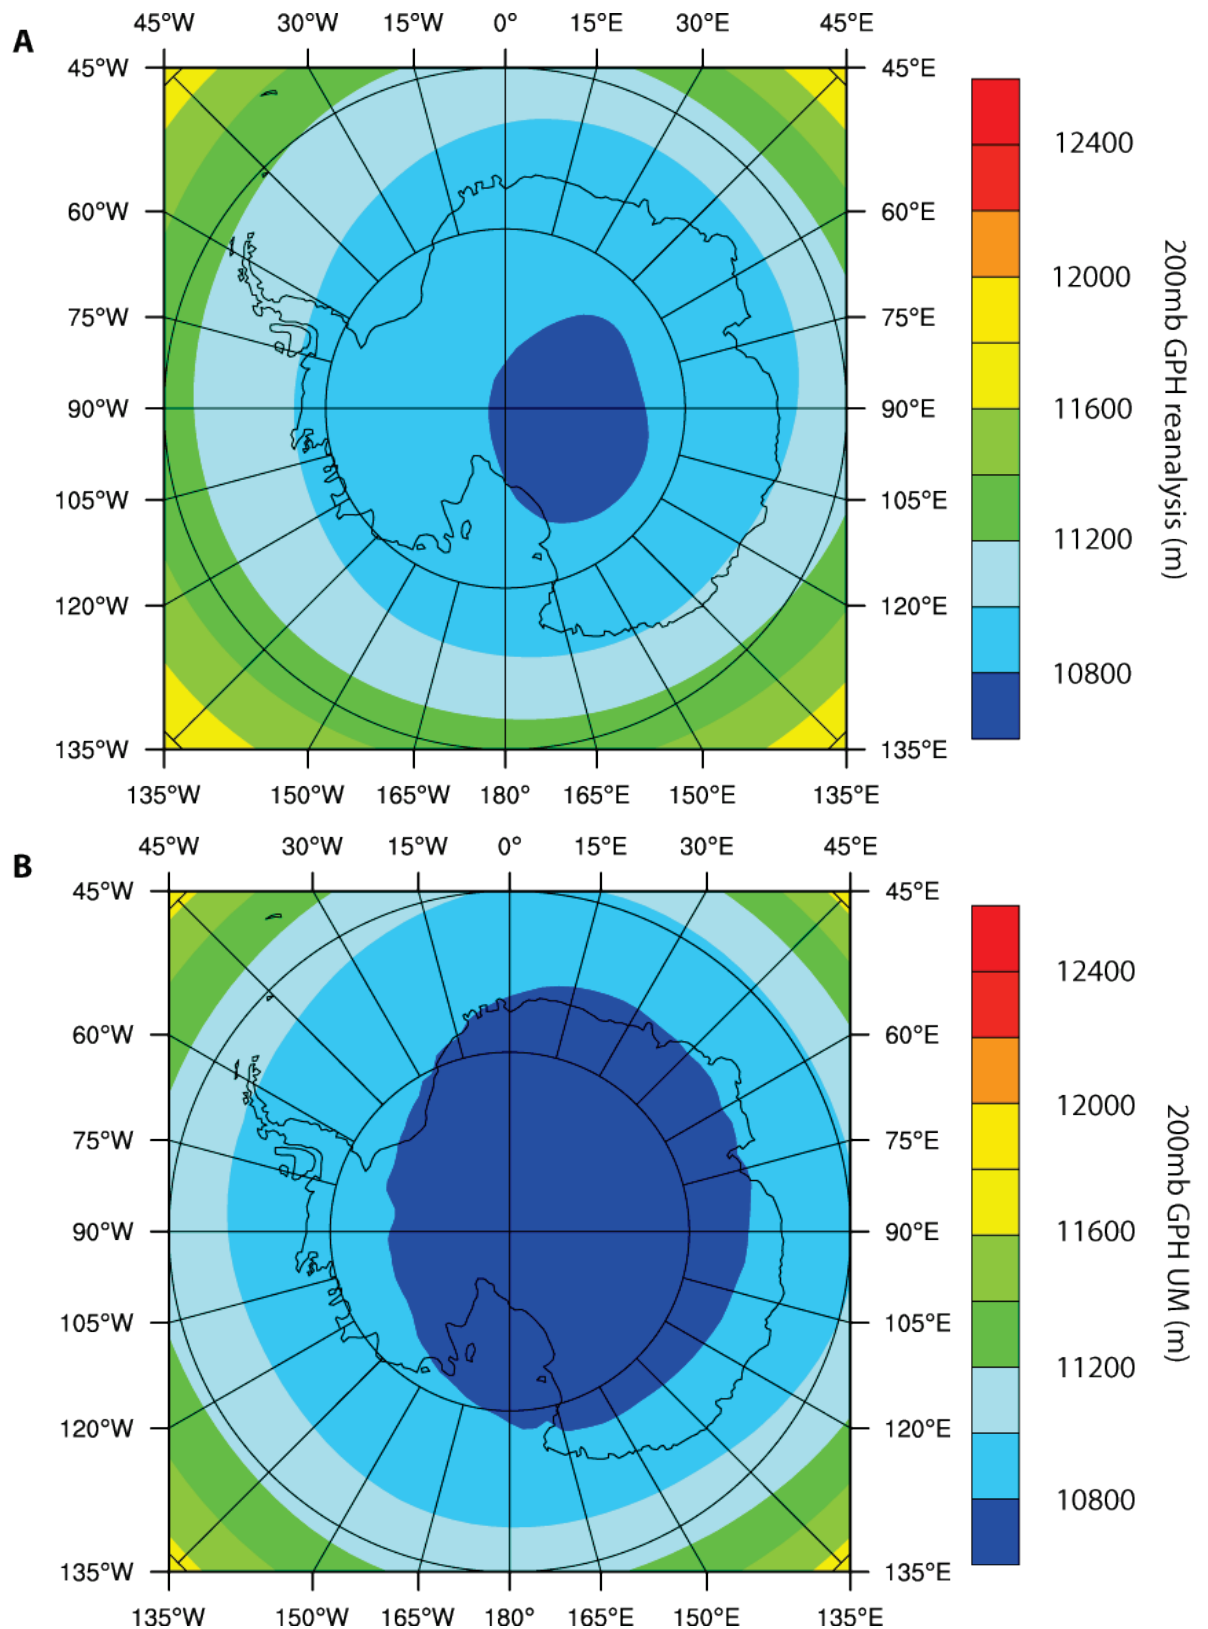 A
45°W 30°W 15°W 0° 15°E 30°E 45°E
45°W 45°E
12400
60°W 60°E
12000
75°W 75°E
90°W 90°E 11600
105°W 105°E
11200
120°W 120°E
10800
135°W 135°E
135°W 150°W 165°W 180° 165°E 150°E 135°E
200mb GPH reanalysis (m)
B
45°W 30°W 15°W 0° 15°E 30°E 45°E
45°W 45°E
12400
60°W 60°E
12000
75°W 75°E
90°W 90°E 11600
105°W 105°E
11200
120°W 120°E
10800
135°W 135°E
135°W 150°W 165°W 180° 165°E 150°E 135°E
200mb GPH UM (m)